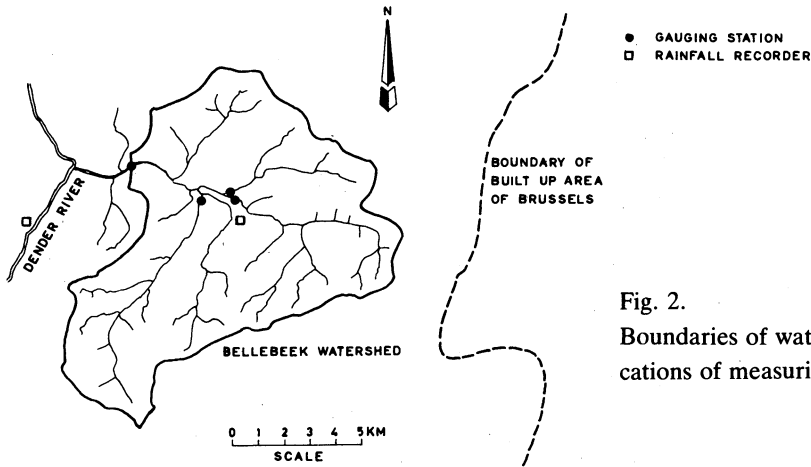 N
GAUGING STATION
RAINFALL RECORDER
BOUNDARY OF
BUILT UP AREA
OF BRUSSELS
DENDER RIVER
BELLEBEEK WATERSHED
0 1 2 3 4 5 KM
SCALE
Fig. 2.
Boundaries of wat
cations of measuri